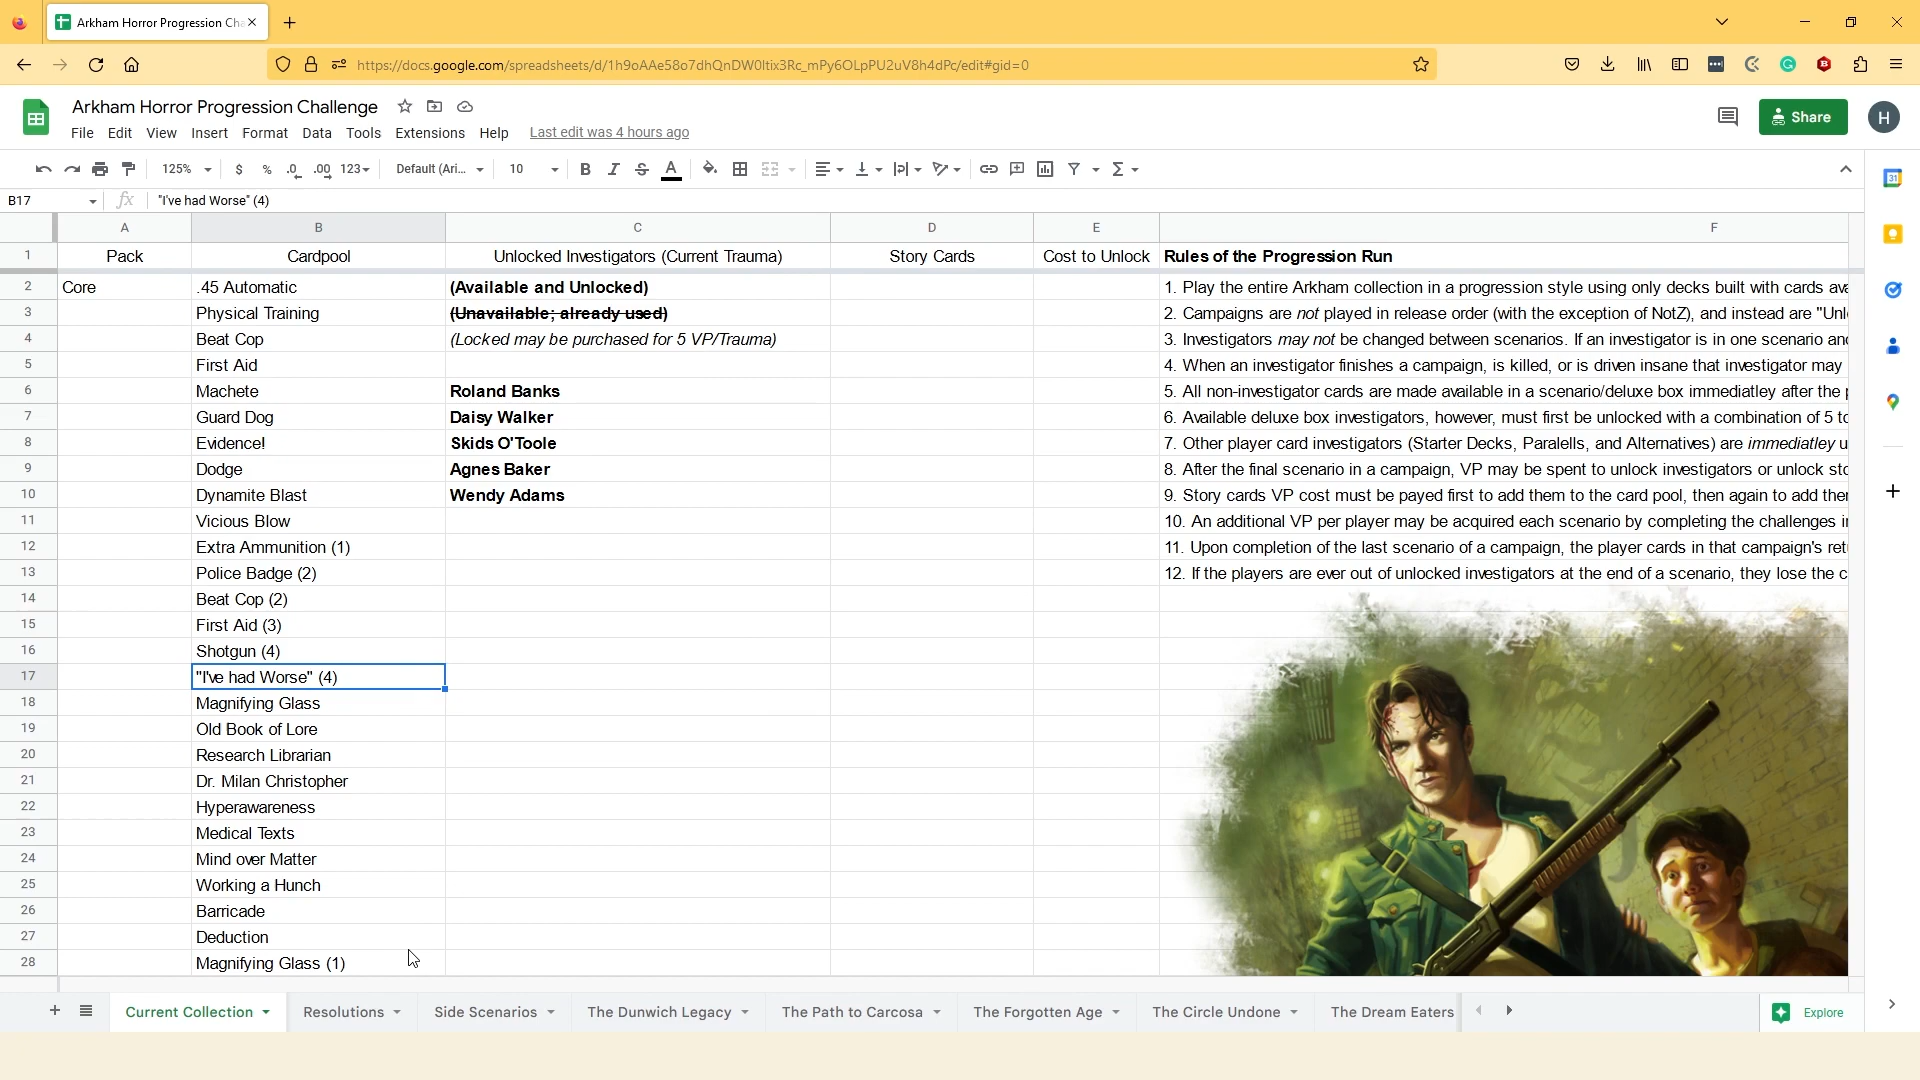 Arkham Horror Progression Cha
https://docs.google.com/spreadsheets/d/1h9oAAe58o7dhQnDW0ltix3Rc_mPy6OLpPU2uV8h4dPc/edit#gid=0
Arkham Horror Progression Challenge
File Edit View Insert Format Data Tools Extensions Help Last edit was 4 hours ago
Share
H
125% $ % .0 .00 123 Default (Ari... 10 B I S A
31
B17 fx "I've had Worse" (4)
A B C D E F
1 Pack Cardpool Unlocked Investigators (Current Trauma) Story Cards Cost to Unlock Rules of the Progression Run
2 Core .45 Automatic (Available and Unlocked) 1. Play the entire Arkham collection in a progression style using only decks built with cards ava
3 Physical Training (Unavailable; already used) 2. Campaigns are not played in release order (with the exception of NotZ), and instead are "Unl
4 Beat Cop (Locked may be purchased for 5 VP/Trauma) 3. Investigators may not be changed between scenarios. If an investigator is in one scenario and
5 First Aid 4. When an investigator finishes a campaign, is killed, or is driven insane that investigator may
6 Machete Roland Banks 5. All non-investigator cards are made available in a scenario/deluxe box immediatley after the p
7 Guard Dog Daisy Walker 6. Available deluxe box investigators, however, must first be unlocked with a combination of 5 to
8 Evidence! Skids O'Toole 7. Other player card investigators (Starter Decks, Paralells, and Alternatives) are immediatley u
9 Dodge Agnes Baker 8. After the final scenario in a campaign, VP may be spent to unlock investigators or unlock sto
10 Dynamite Blast Wendy Adams 9. Story cards VP cost must be payed first to add them to the card pool, then again to add ther
11 Vicious Blow 10. An additional VP per player may be acquired each scenario by completing the challenges i
12 Extra Ammunition (1) 11. Upon completion of the last scenario of a campaign, the player cards in that campaign's ret
13 Police Badge (2) 12. If the players are ever out of unlocked investigators at the end of a scenario, they lose the c
14 Beat Cop (2)
15 First Aid (3)
16 Shotgun (4)
17 "I've had Worse" (4)
18 Magnifying Glass
19 Old Book of Lore
20 Research Librarian
21 Dr. Milan Christopher
22 Hyperawareness
23 Medical Texts
24 Mind over Matter
25 Working a Hunch
26 Barricade
27 Deduction
28 Magnifying Glass (1)
Current Collection Resolutions Side Scenarios The Dunwich Legacy The Path to Carcosa The Forgotten Age The Circle Undone The Dream Eaters Explore